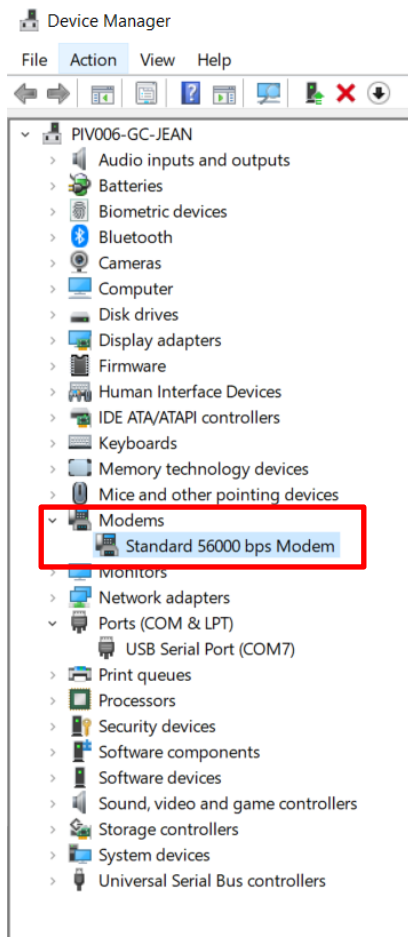 Device Manager
File Action View Help
PIV006-GC-JEAN
Audio inputs and outputs
Batteries
Biometric devices
Bluetooth
Cameras
Computer
Disk drives
Display adapters
Firmware
Human Interface Devices
IDE ATA/ATAPI controllers
Keyboards
Memory technology devices
Mice and other pointing devices
Modems
Standard 56000 bps Modem
Monitors
Network adapters
Ports (COM & LPT)
USB Serial Port (COM7)
Print queues
Processors
Security devices
Software components
Software devices
Sound, video and game controllers
Storage controllers
System devices
Universal Serial Bus controllers